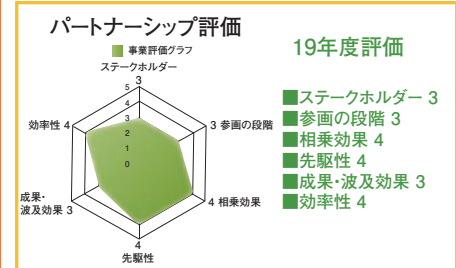 パートナーシップ評価
事業評価グラフ
ステークホルダー
3
5
4
3
2
1
0
効率性 4
3 参画の段階
成果・
波及効果 3
4 相乗効果
4
先駆性
19年度評価
■ステークホルダー 3
■参画の段階 3
■相乗効果 4
■先駆性 4
■成果・波及効果 3
■効率性 4